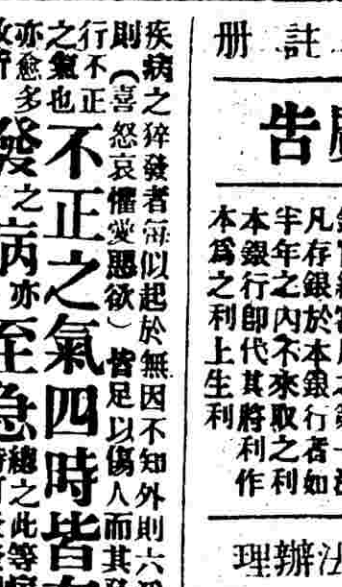 註册
告
凡存銀於本銀行者如
半年之內不來取之利
本銀行即代其將利作
本爲之利上生利
辦理
疾病之猝發者每似起於無因不知外則六
則(喜怒哀懼愛惡欲)皆足以傷人而其
行不正
之氣也
不正之氣四時皆
亦愈多
發病至急
之亦總之此等